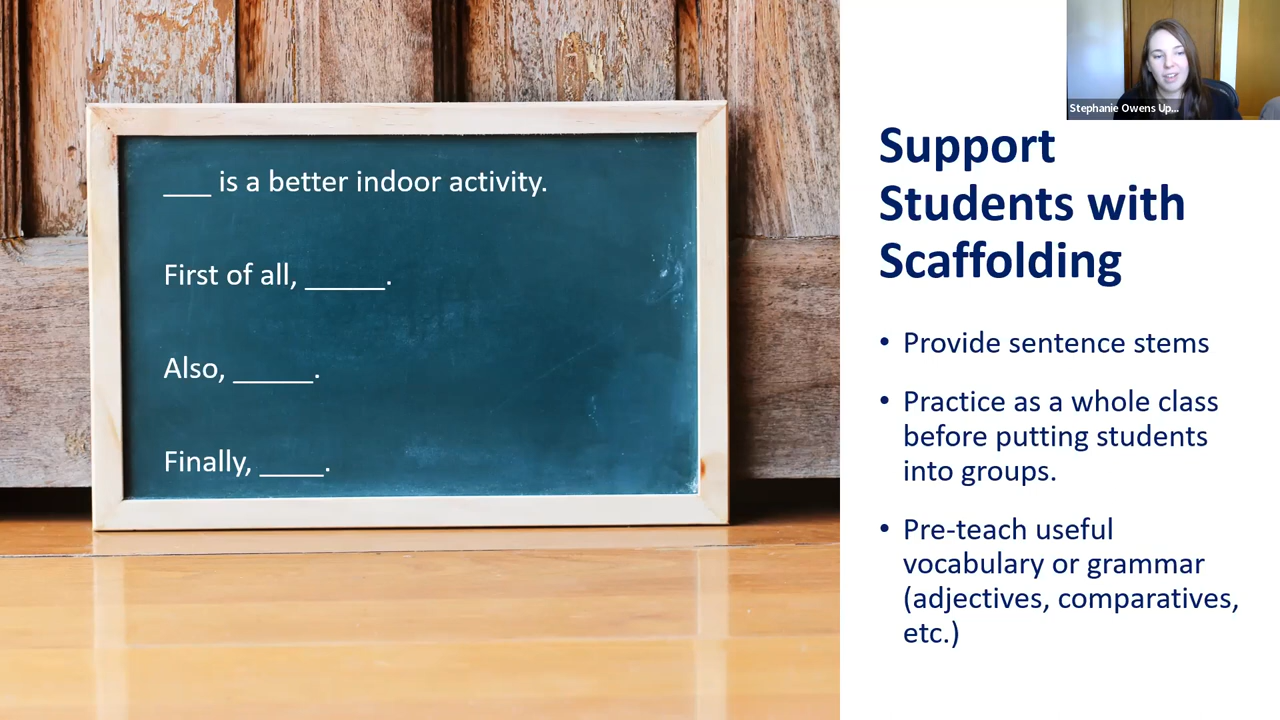 ___ is a better indoor activity.
First of all, _____.
Also, _____.
Finally, ____.
Stephanie Owens Up...
Support
Students with
Scaffolding
• Provide sentence stems
• Practice as a whole class
before putting students
into groups.
• Pre-teach useful
vocabulary or grammar
(adjectives, comparatives,
etc.)